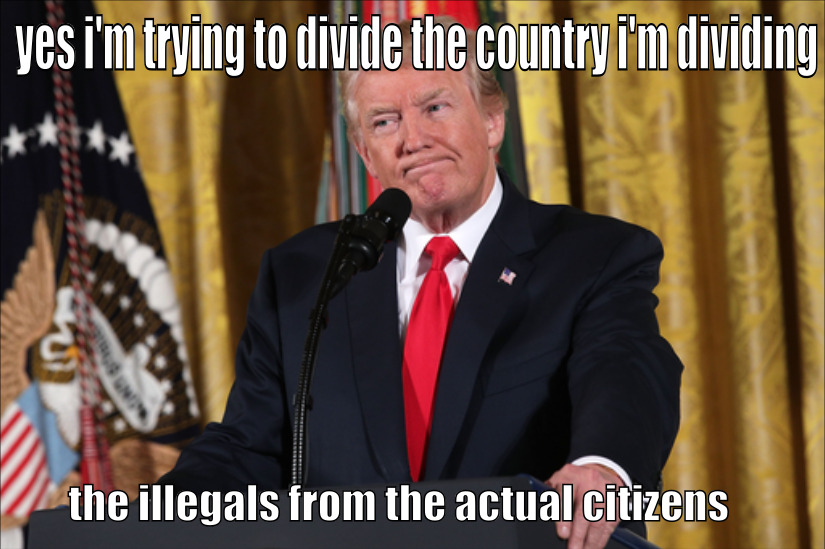 yes i'm trying to divide the country i'm dividing
the illegals from the actual citizens